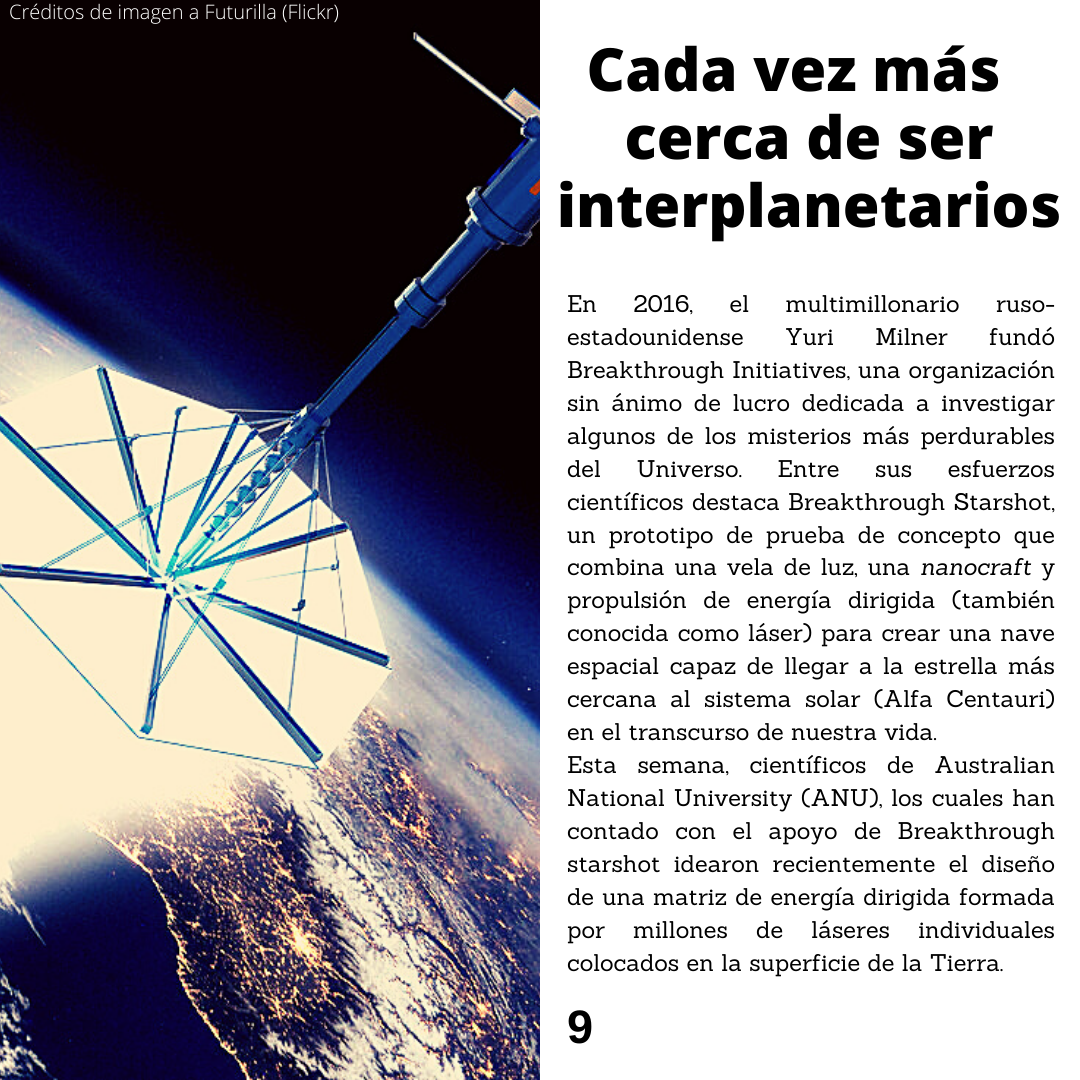 Créditos de imagen a Futurilla (Flickr)
Cada vez más
cerca de ser
interplanetarios
En 2016, el multimillonario ruso-
estadounidense Yuri Milner fundó
Breakthrough Initiatives, una organización
sin ánimo de lucro dedicada a investigar
algunos de los misterios más perdurables
del Universo. Entre sus esfuerzos
científicos destaca Breakthrough Starshot,
un prototipo de prueba de concepto que
combina una vela de luz, una nanocraft y
propulsión de energía dirigida (también
conocida como láser) para crear una nave
espacial capaz de llegar a la estrella más
cercana al sistema solar (Alfa Centauri)
en el transcurso de nuestra vida.
Esta semana, científicos de Australian
National University (ANU), los cuales han
contado con el apoyo de Breakthrough
starshot idearon recientemente el diseño
de una matriz de energía dirigida formada
por millones de láseres individuales
colocados en la superficie de la Tierra.
9